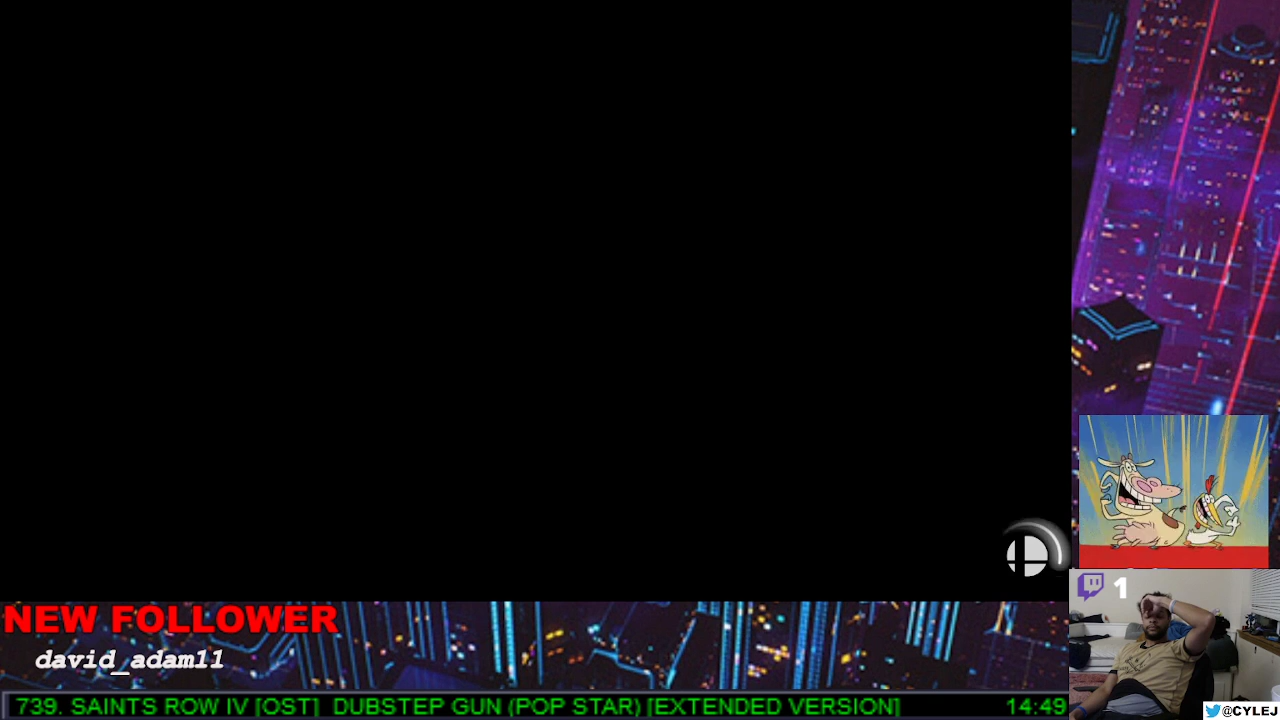 1
NEW FOLLOWER
david_adam11
739. SAINTS ROW IV [OST] DUBSTEP GUN (POP STAR) [EXTENDED VERSION] 14:49
@CYLEJ